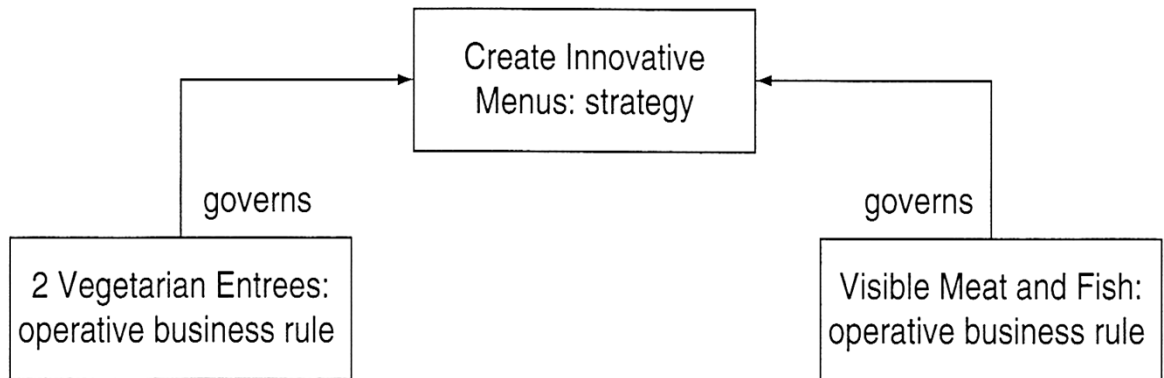 Create Innovative
Menus: strategy
governs
governs
2 Vegetarian Entrees:
operative business rule
Visible Meat and Fish:
operative business rule